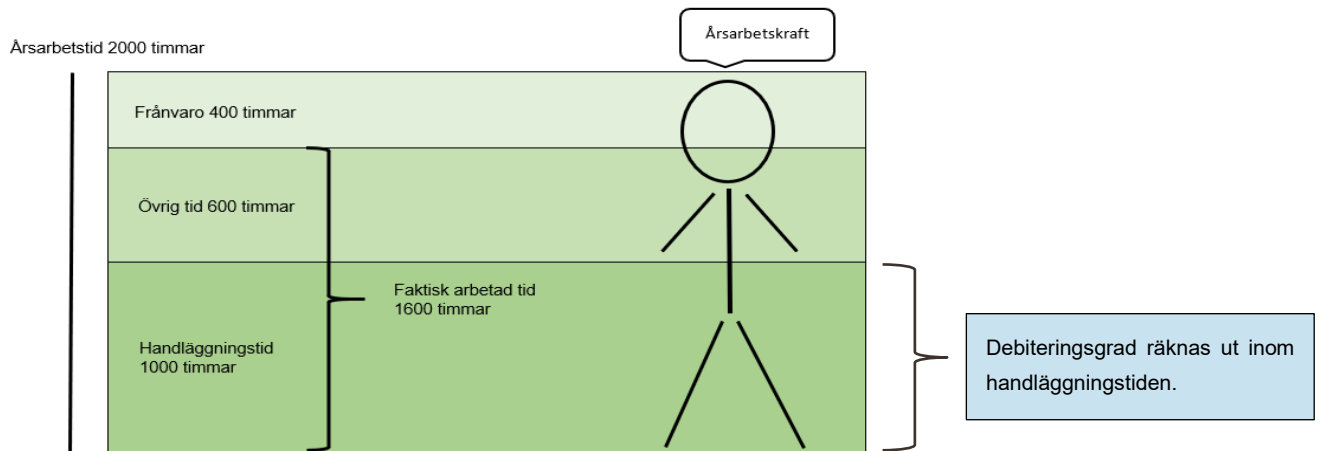 Årsarbetskraft
Årsarbetstid 2000 timmar
Frånvaro 400 timmar
Övrig tid 600 timmar
Faktisk arbetad tid
1600 timmar
Handläggningstid
1000 timmar
Debiteringsgrad räknas ut inom
handläggningstiden.